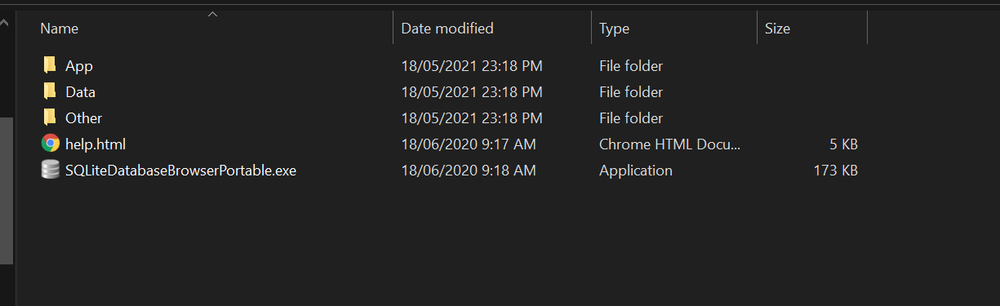 Name Date modified Type Size
App 18/05/2021 23:18 PM File folder
Data 18/05/2021 23:18 PM File folder
Other 18/05/2021 23:18 PM File folder
help.html 18/06/2020 9:17 AM Chrome HTML Docu... 5 KB
SQLiteDatabaseBrowserPortable.exe 18/06/2020 9:18 AM Application 173 KB